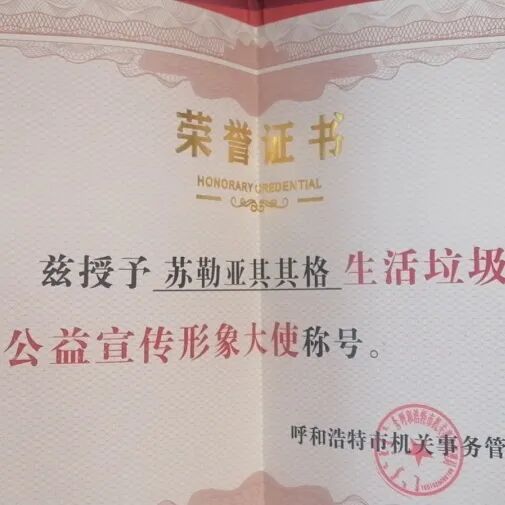 荣誉证书
HONORARY CREDENTIAL
兹授予 苏勒亚其其格 生活垃圾
公益宣传形象大使称号。
呼和浩特市机关事务管